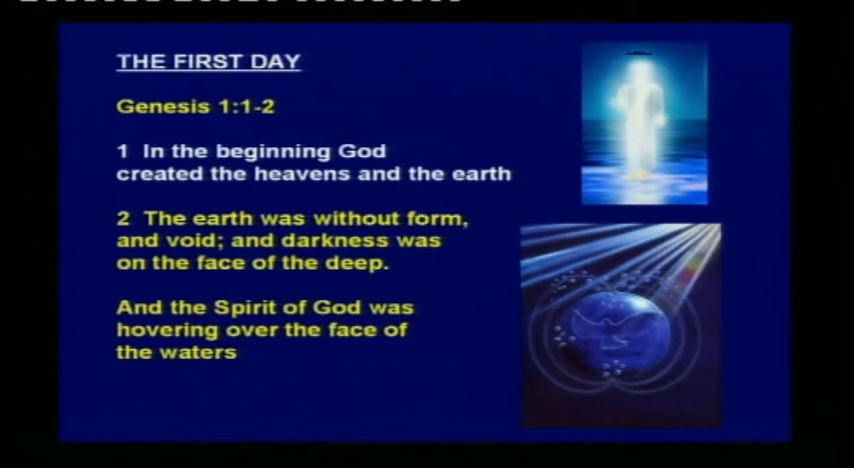 THE FIRST DAY
Genesis 1:1-2
1 In the beginning God
created the heavens and the earth
2 The earth was without form,
and void; and darkness was
on the face of the deep.
And the Spirit of God was
hovering over the face of
the waters